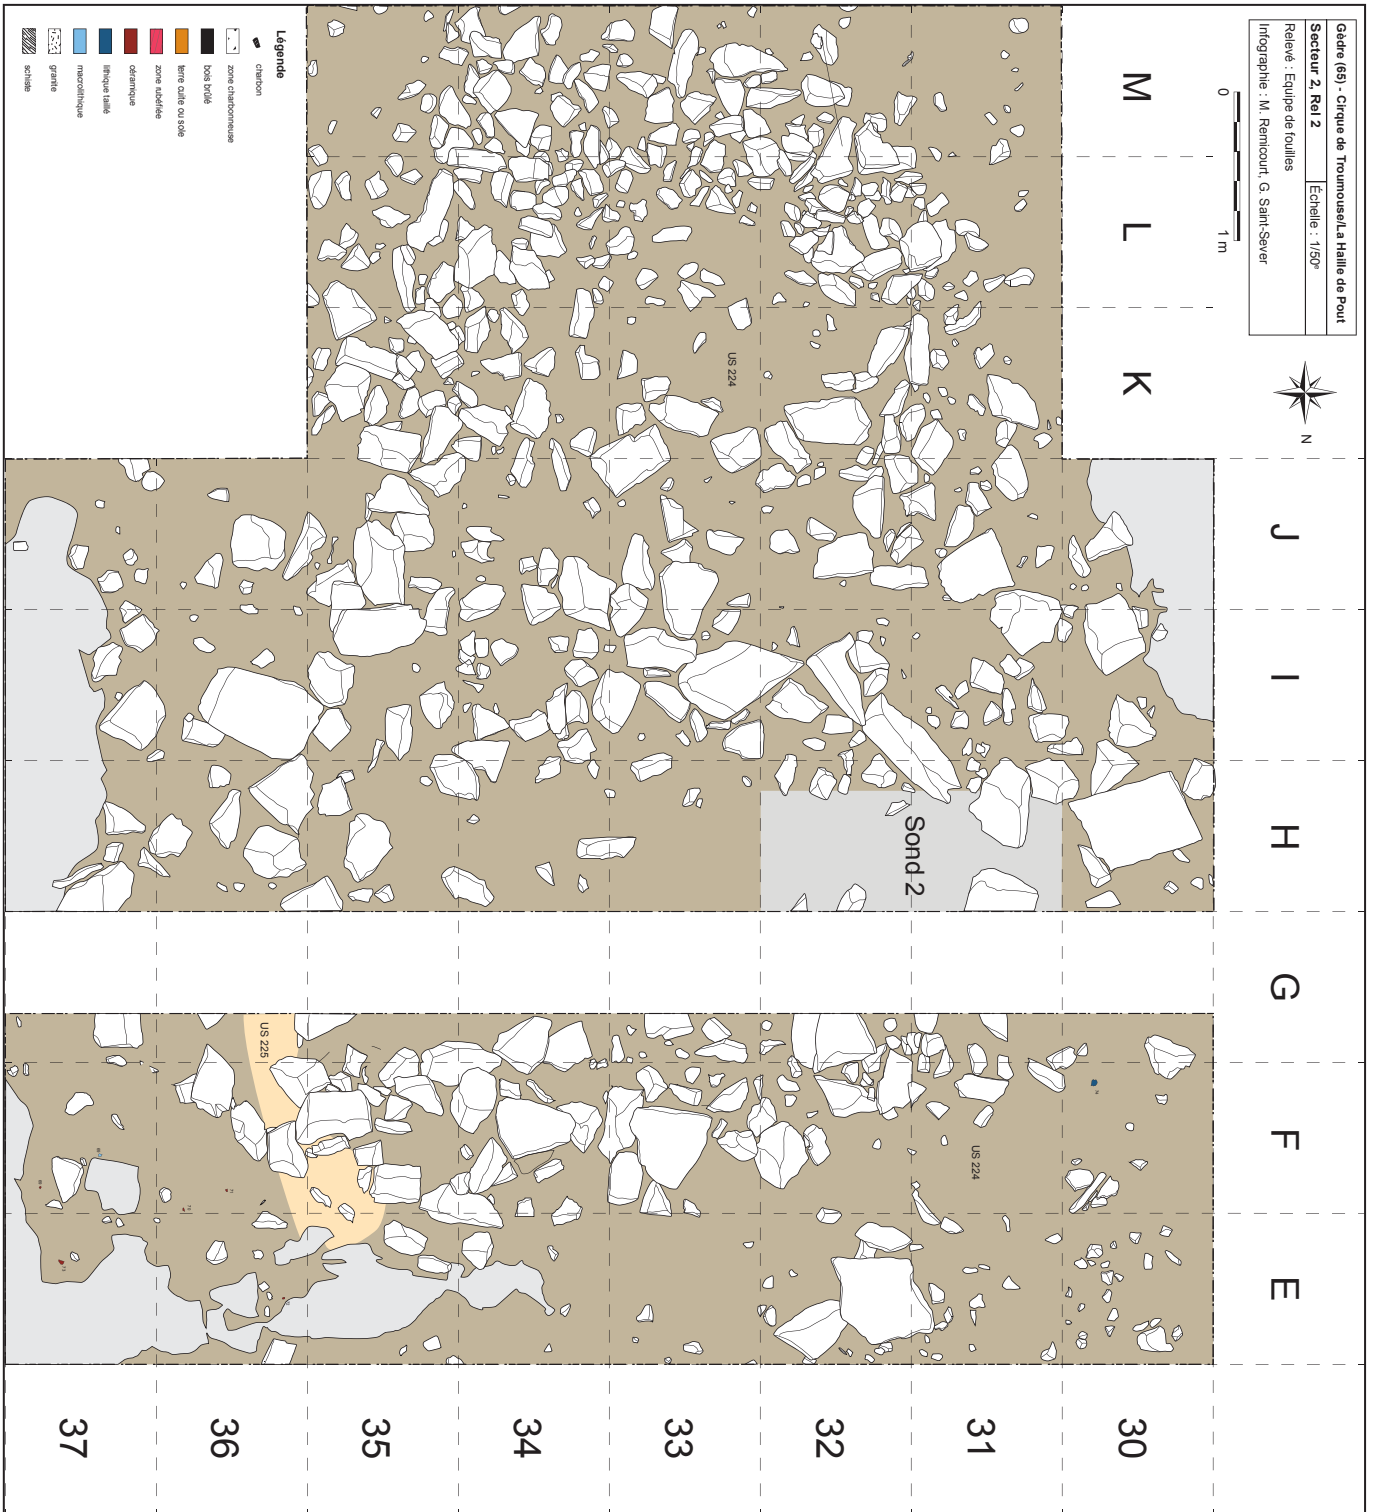 Gèdre (65) - Cirque de Troumouse/La Haille de Pout
Secteur 2, Rel 2
Échelle : 1/50e
Relevé : Equipe de fouilles
Infographie : M. Remicourt, G. Saint-Sever
0
1 m
N
M
L
K
J
I
H
G
F
E
30
31
32
33
34
35
36
37
US 224
Sond 2
US 225
US 224
Légende
charbon
zone charbonneuse
bois brûlé
terre cuite ou sole
zone rubéfiée
céramique
lithique taillé
macrolithique
granite
schiste